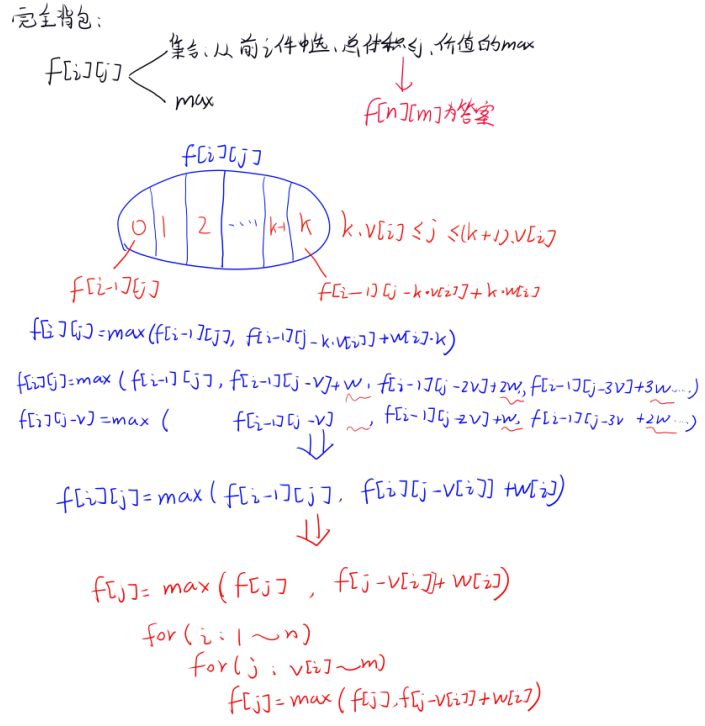 完全背包:
f[i][j]
集合:从前i件中选、总体积≤j、价值的max
max
f[n][m]为答案
f[i][j]
0 1 2 ..... k-1 k
k.v[i]≤j≤(k+1).v[i]
f[i-1][j]
f[i-1][j-k·v[i]]+k·w[i]
f[i][j]=max(f[i-1][j], f[i-1][j-k.v[i]]+w[i]·k)
f[i][j]=max(f[i-1][j], f[i-1][j-v]+w, f[i-1][j-2v]+2w, f[i-1][j-3v]+3w....)
f[i][j-v]=max( f[i-1][j-v] , f[i-1][j-2v]+w, f[i-1][j-3v +2w....)
f[i][j]=max(f[i-1][j], f[i][j-v[i]]+w[i])
f[j]=max(f[j], f[j-v[i]]+w[i])
for(i:1~n)
for(j:v[i]~m)
f[j]=max(f[j],f[j-v[i]]+w[i])